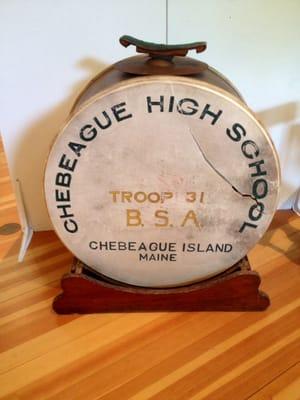 CHEBEAGUE HIGH SCHOOL
TROOP 31
B. S. A.
CHEBEAGUE ISLAND
MAINE